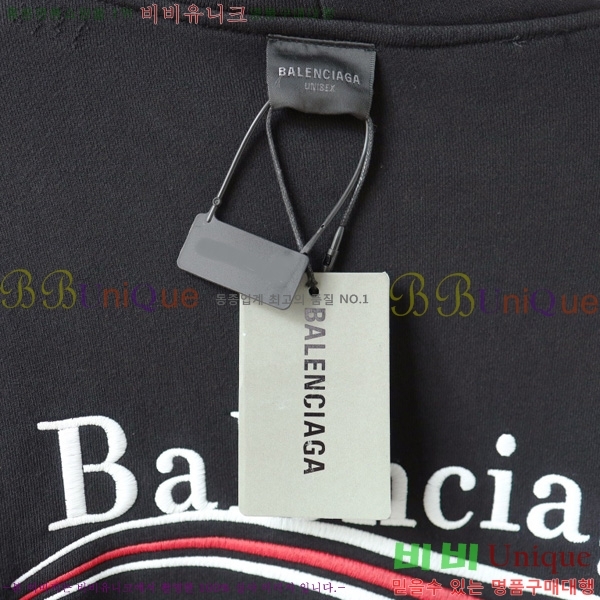 비비유니크
BALENCIAGA
UNISEX
BBUnique
BBUnique
동종업계 최고의 품질 NO.1
BALENCIAGA
Balencia
비비 Unique
믿을수 있는 명품구매대행